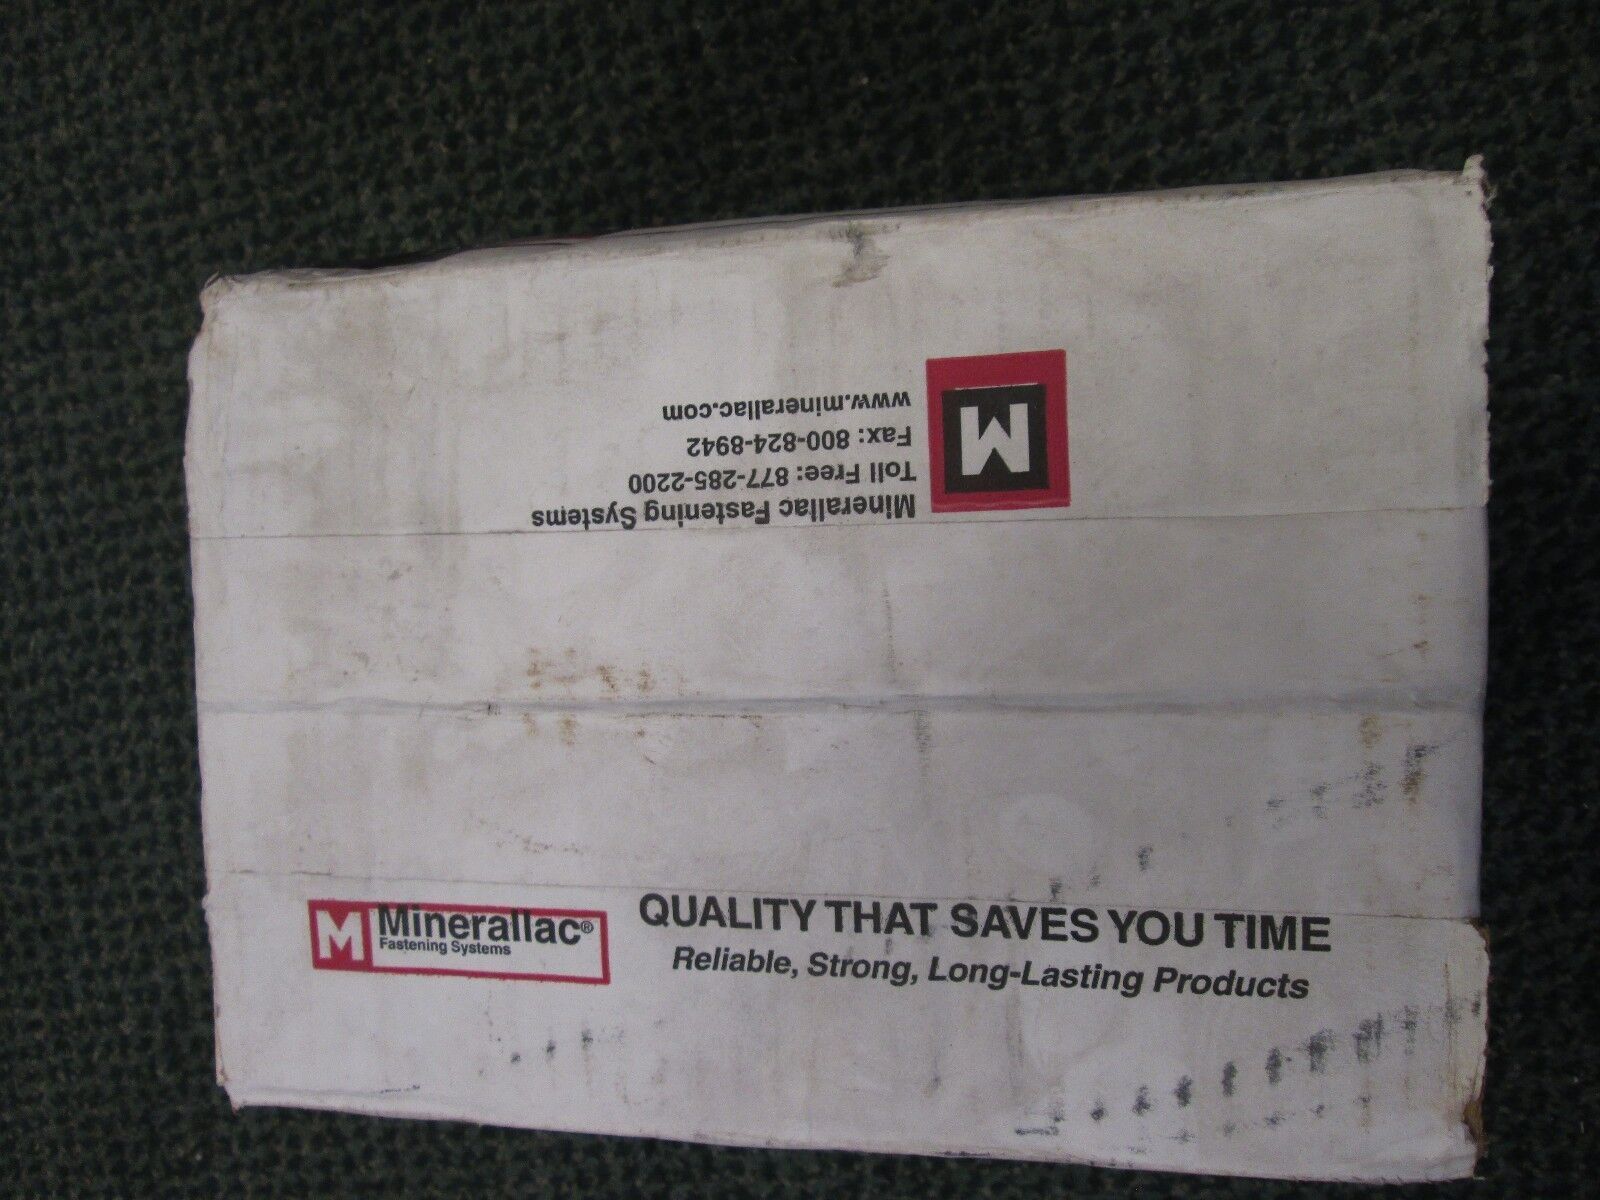 M
Minerallac Fastening Systems
Toll Free: 877-285-2200
Fax: 800-824-8942
www.minerallac.com
M Minerallac®
Fastening Systems
QUALITY THAT SAVES YOU TIME
Reliable, Strong, Long-Lasting Products